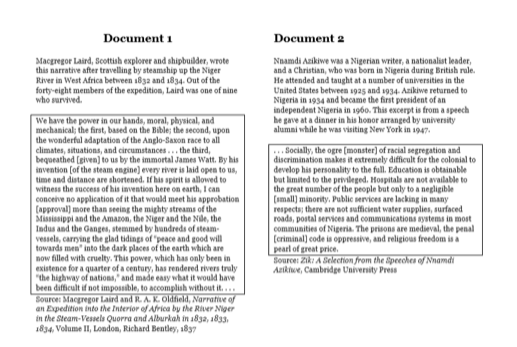 Document 1
Macgregor Laird, Scottish explorer and shipbuilder, wrote
this narrative after travelling by steamship up the Niger
River in West Africa between 1832 and 1834. Out of the
forty-eight members of the expedition, Laird was one of nine
who survived.
We have the power in our hands, moral, physical, and
mechanical; the first, based on the Bible; the second, upon
the wonderful adaptation of the Anglo-Saxon race to all
climates, situations, and circumstances . . . the third,
bequeathed [given] to us by the immortal James Watt. By his
invention [of the steam engine] every river is laid open to us,
time and distance are shortened. If his spirit is allowed to
witness the success of his invention here on earth, I can
conceive no application of it that would meet his approbation
[approval] more than seeing the mighty streams of the
Mississippi and the Amazon, the Niger and the Nile, the
Indus and the Ganges, stemmed by hundreds of steam-
vessels, carrying the glad tidings of “peace and good will
towards men” into the dark places of the earth which are
now filled with cruelty. This power, which has only been in
existence for a quarter of a century, has rendered rivers truly
“the highway of nations,” and made easy what it would have
been difficult if not impossible, to accomplish without it. . . .
Source: Macgregor Laird and R. A. K. Oldfield, Narrative of
an Expedition into the Interior of Africa by the River Niger
in the Steam-Vessels Quorra and Alburkah in 1832, 1833,
1834, Volume II, London, Richard Bentley, 1837
Document 2
Nnamdi Azikiwe was a Nigerian writer, a nationalist leader,
and a Christian, who was born in Nigeria during British rule.
He attended and taught at a number of universities in the
United States between 1925 and 1934. Azikiwe returned to
Nigeria in 1934 and became the first president of an
independent Nigeria in 1960. This excerpt is from a speech
he gave at a dinner in his honor arranged by university
alumni while he was visiting New York in 1947.
. . . Socially, the ogre [monster] of racial segregation and
discrimination makes it extremely difficult for the colonial to
develop his personality to the full. Education is obtainable
but limited to the privileged. Hospitals are not available to
the great number of the people but only to a negligible
[small] minority. Public services are lacking in many
respects; there are not sufficient water supplies, surfaced
roads, postal services and communications systems in most
communities of Nigeria. The prisons are medieval, the penal
[criminal] code is oppressive, and religious freedom is a
pearl of great price.
Source: Zik: A Selection from the Speeches of Nnamdi
Azikiwe, Cambridge University Press